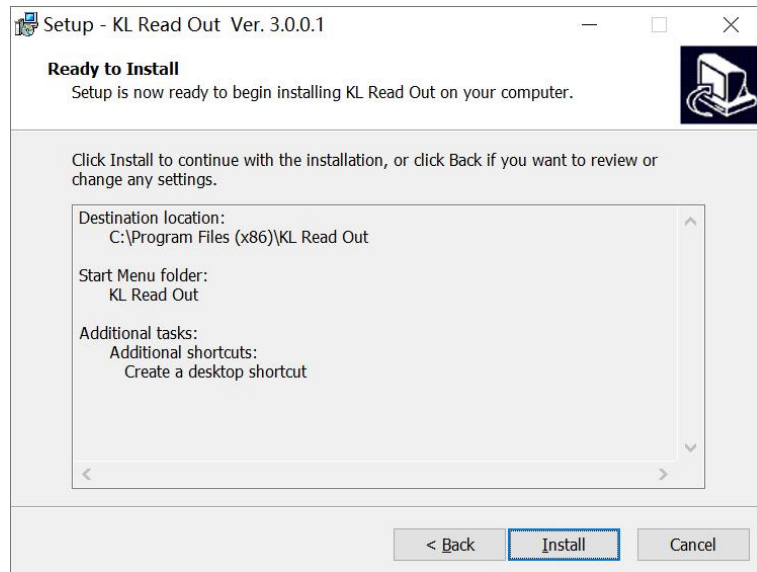 Setup - KL Read Out  Ver. 3.0.0.1
Ready to Install
Setup is now ready to begin installing KL Read Out on your computer.
Click Install to continue with the installation, or click Back if you want to review or
change any settings.
Destination location:
C:\Program Files (x86)\KL Read Out
Start Menu folder:
KL Read Out
Additional tasks:
Additional shortcuts:
Create a desktop shortcut
< Back
Install
Cancel